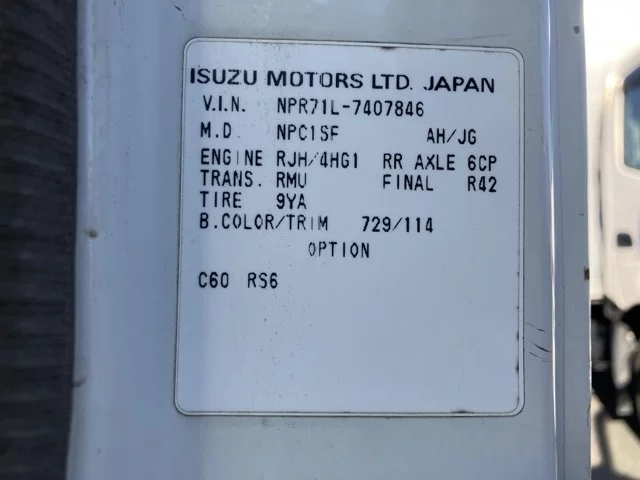 ISUZU MOTORS LTD. JAPAN
V.I.N. NPR71L-7407846
M.D. NPC1SF AH/JG
ENGINE RJH/4HG1 RR AXLE 6CP
TRANS. RMU FINAL R42
TIRE 9YA
B.COLOR/TRIM 729/114
OPTION
C60 RS6